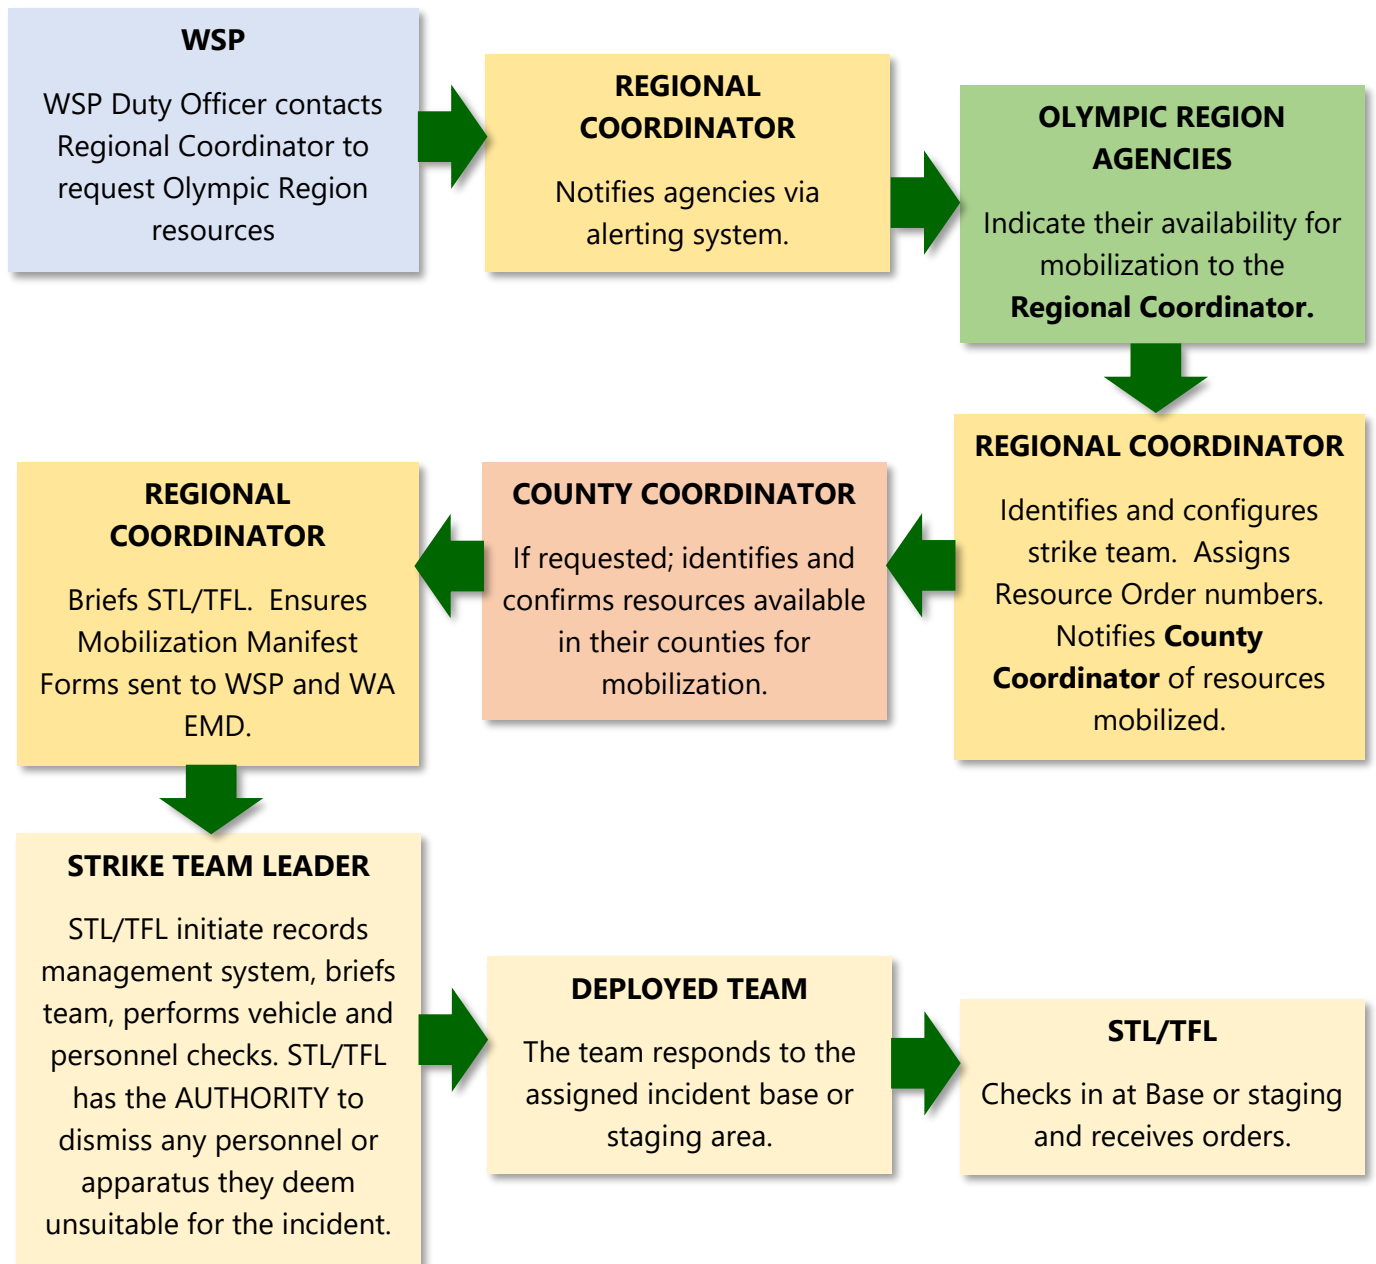 WSP
WSP Duty Officer contacts
Regional Coordinator to
request Olympic Region
resources
REGIONAL
COORDINATOR
Notifies agencies via
alerting system.
OLYMPIC REGION
AGENCIES
Indicate their availability for
mobilization to the
Regional Coordinator.
REGIONAL COORDINATOR
Identifies and configures
strike team.  Assigns
Resource Order numbers.
Notifies County
Coordinator of resources
mobilized.
COUNTY COORDINATOR
If requested; identifies and
confirms resources available
in their counties for
mobilization.
REGIONAL
COORDINATOR
Briefs STL/TFL.  Ensures
Mobilization Manifest
Forms sent to WSP and WA
EMD.
STRIKE TEAM LEADER
STL/TFL initiate records
management system, briefs
team, performs vehicle and
personnel checks. STL/TFL
has the AUTHORITY to
dismiss any personnel or
apparatus they deem
unsuitable for the incident.
DEPLOYED TEAM
The team responds to the
assigned incident base or
staging area.
STL/TFL
Checks in at Base or staging
and receives orders.